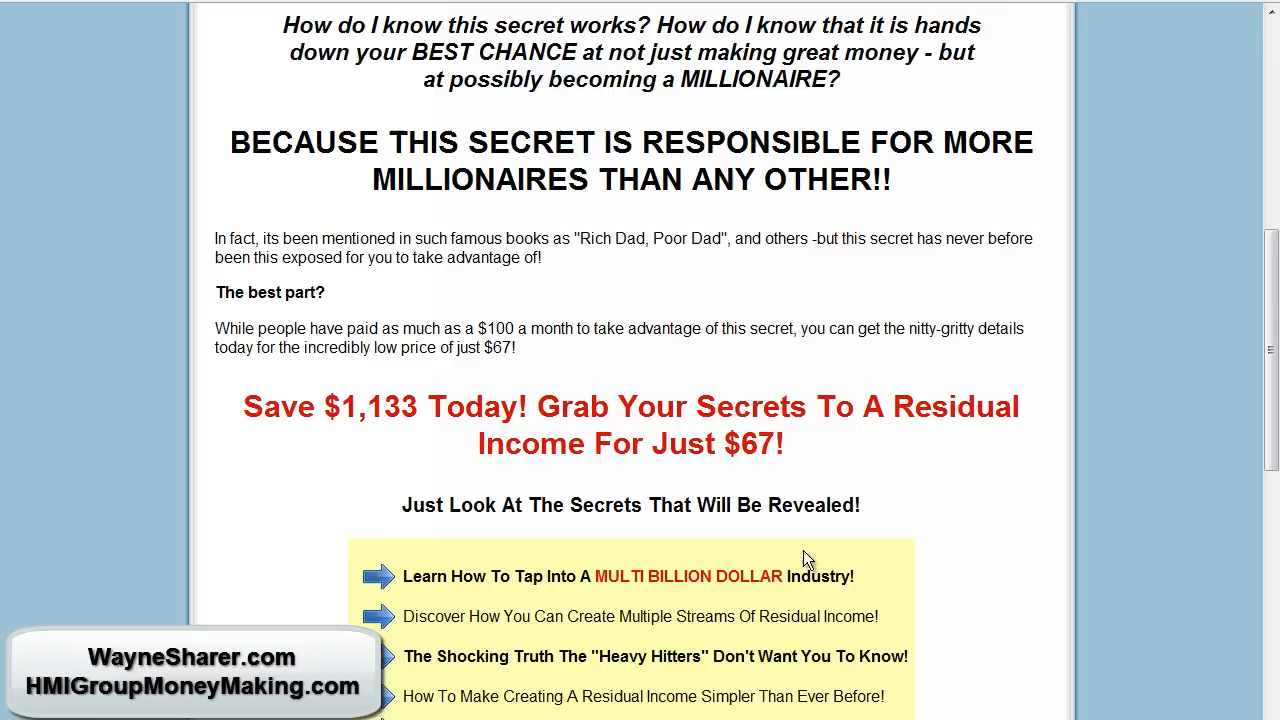 How do I know this secret works? How do I know that it is hands
down your BEST CHANCE at not just making great money - but
at possibly becoming a MILLIONAIRE?
BECAUSE THIS SECRET IS RESPONSIBLE FOR MORE
MILLIONAIRES THAN ANY OTHER!!
In fact, its been mentioned in such famous books as "Rich Dad, Poor Dad", and others -but this secret has never before
been this exposed for you to take advantage of!
The best part?
While people have paid as much as a $100 a month to take advantage of this secret, you can get the nitty-gritty details
today for the incredibly low price of just $67!
Save $1,133 Today! Grab Your Secrets To A Residual
Income For Just $67!
Just Look At The Secrets That Will Be Revealed!
Learn How To Tap Into A MULTI BILLION DOLLAR Industry!
Discover How You Can Create Multiple Streams Of Residual Income!
The Shocking Truth The "Heavy Hitters" Don't Want You To Know!
How To Make Creating A Residual Income Simpler Than Ever Before!
WayneSharer.com
HMIGroupMoneyMaking.com